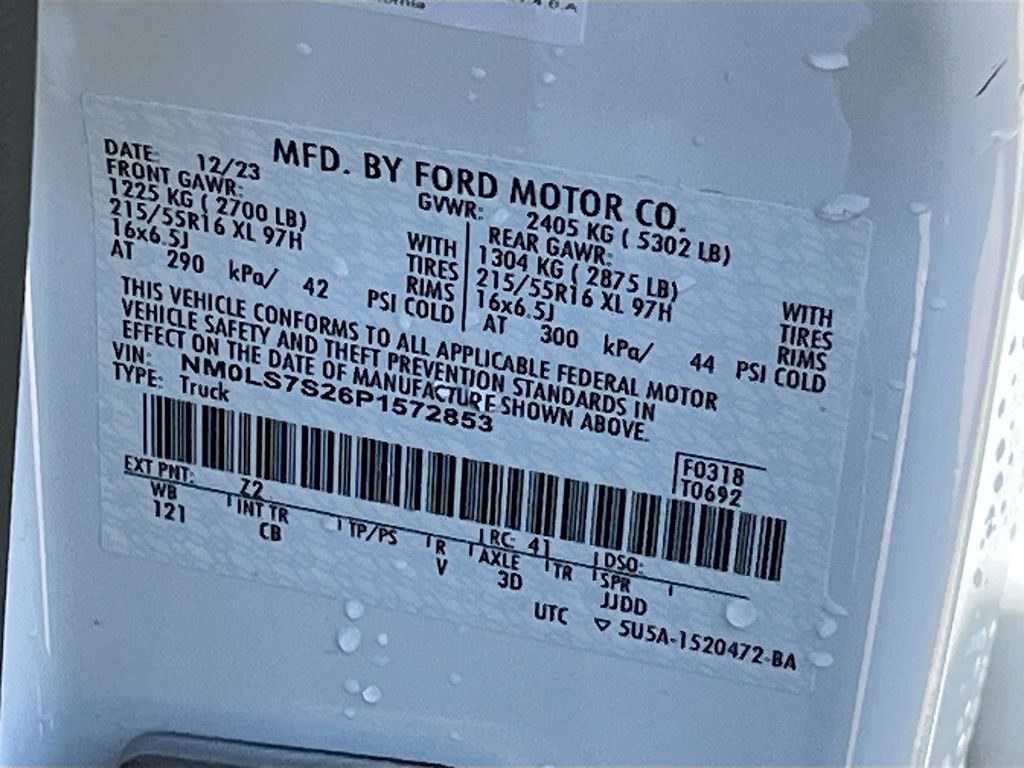 MFD. BY FORD MOTOR CO.
DATE: 12/23
GVWR: 2405 KG ( 5302 LB)
FRONT GAWR:
1225 KG ( 2700 LB) WITH
215/55R16 XL 97H TIRES
16x6.5J RIMS
AT 290 kPa/ 42 PSI COLD
REAR GAWR:
1304 KG ( 2875 LB) WITH
215/55R16 XL 97H TIRES
16x6.5J RIMS
AT 300 kPa/ 44 PSI COLD
THIS VEHICLE CONFORMS TO ALL APPLICABLE FEDERAL MOTOR
VEHICLE SAFETY AND THEFT PREVENTION STANDARDS IN
EFFECT ON THE DATE OF MANUFACTURE SHOWN ABOVE.
VIN: NM0LS7S26P1572853
TYPE: Truck
F0318
T0692
EXT PNT: Z2 RC: 41 DSO:
WB INT TR TP/PS R AXLE TR SPR
121 CB V 3D JJDD
UTC ▽ 5U5A-1520472-BA